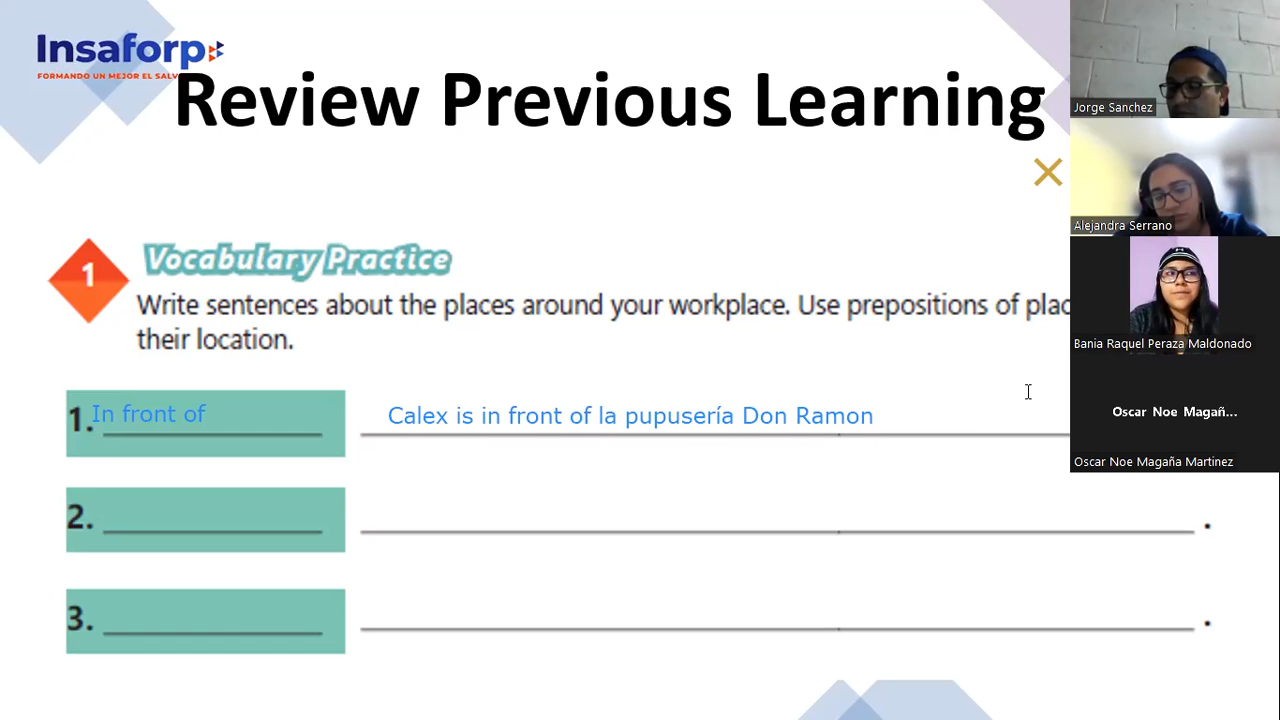 Insaforp
FORMANDO UN MEJOR EL SALV
Review Previous Learning
Jorge Sanchez
Alejandra Serrano
Bania Raquel Peraza Maldonado
Oscar Noe Magañ...
Oscar Noe Magaña Martinez
1
Vocabulary Practice
Write sentences about the places around your workplace. Use prepositions of plac
their location.
1. In front of Calex is in front of la pupusería Don Ramon
2. .
3. .